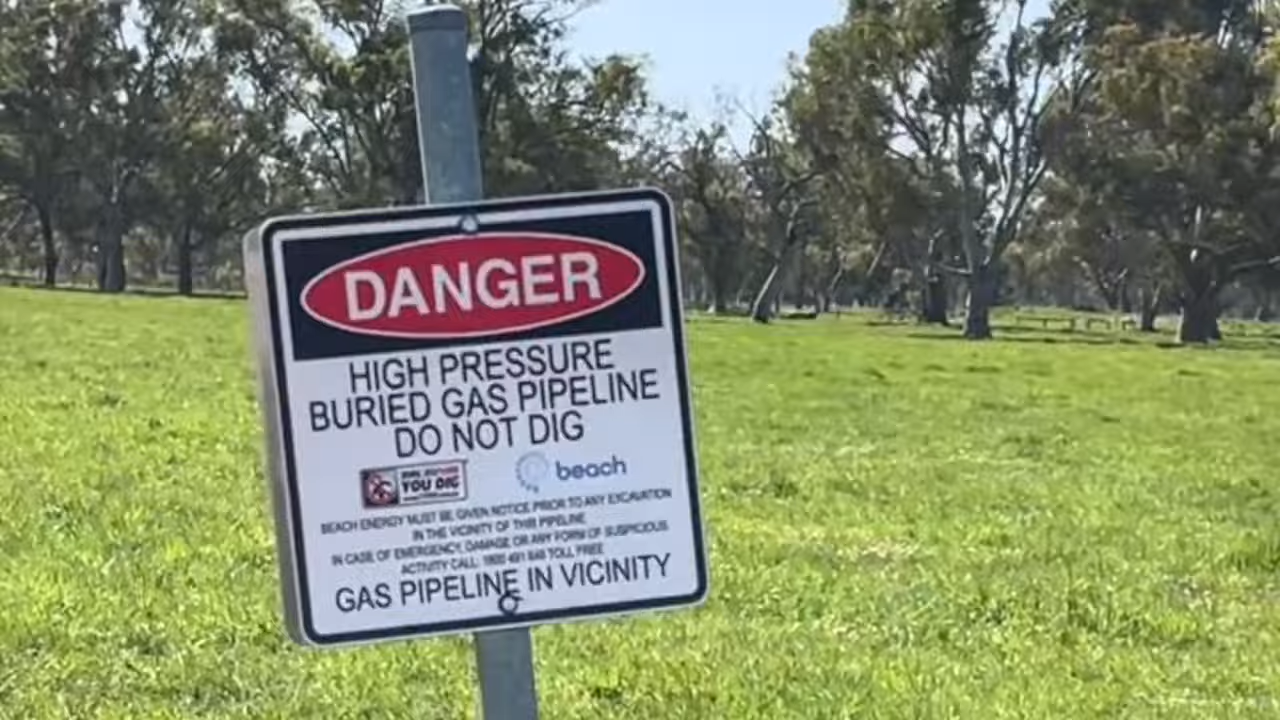 DANGER
HIGH PRESSURE
BURIED GAS PIPELINE
DO NOT DIG
YOU DIG
beach
BEACH ENERGY MUST BE GIVEN NOTICE PRIOR TO ANY EXCAVATION
IN THE VICINITY OF THIS PIPELINE
IN CASE OF EMERGENCY, DAMAGE OR ANY FORM OF SUSPICIOUS
ACTIVITY CALL: TOLL FREE
GAS PIPELINE IN VICINITY